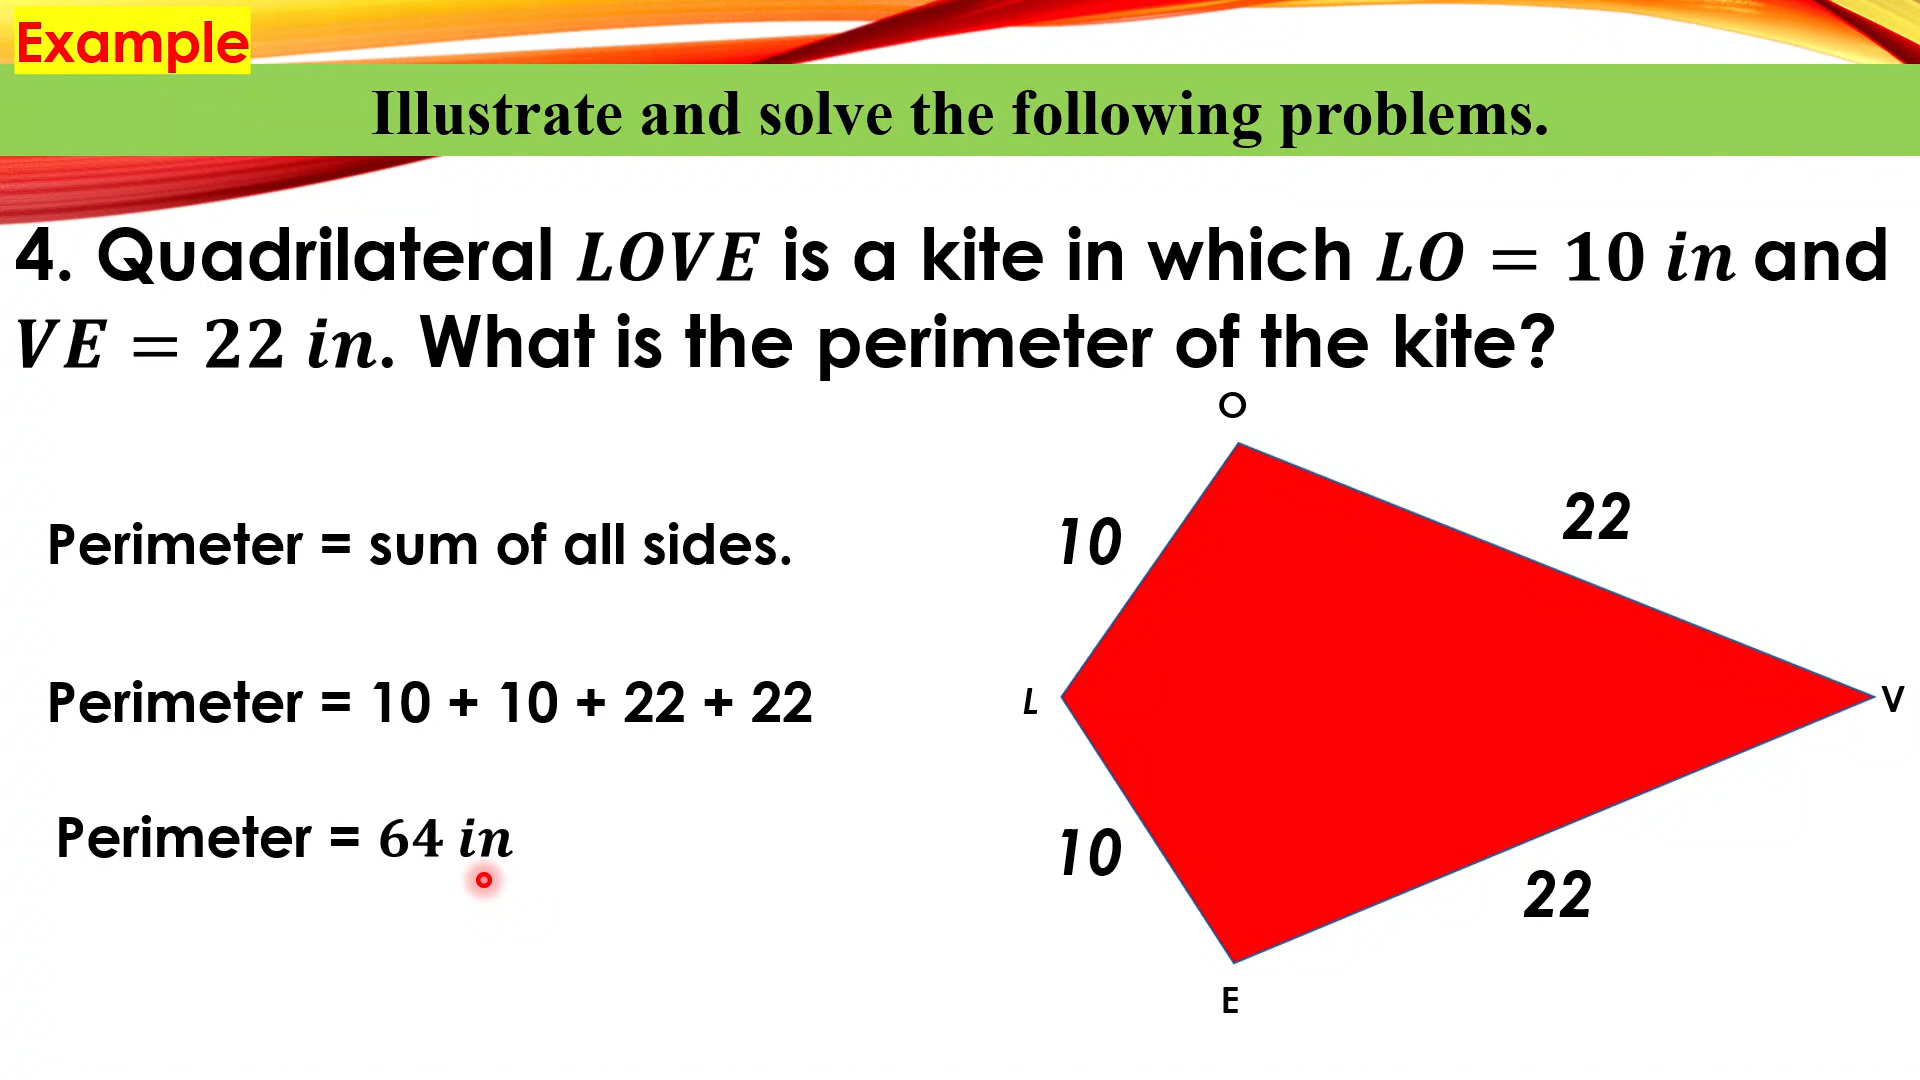 Example
Illustrate and solve the following problems.
4. Quadrilateral LOVE is a kite in which LO = 10 in and
VE = 22 in. What is the perimeter of the kite?
O
22
10
Perimeter = sum of all sides.
L
V
Perimeter = 10 + 10 + 22 + 22
Perimeter = 64 in
10
22
E